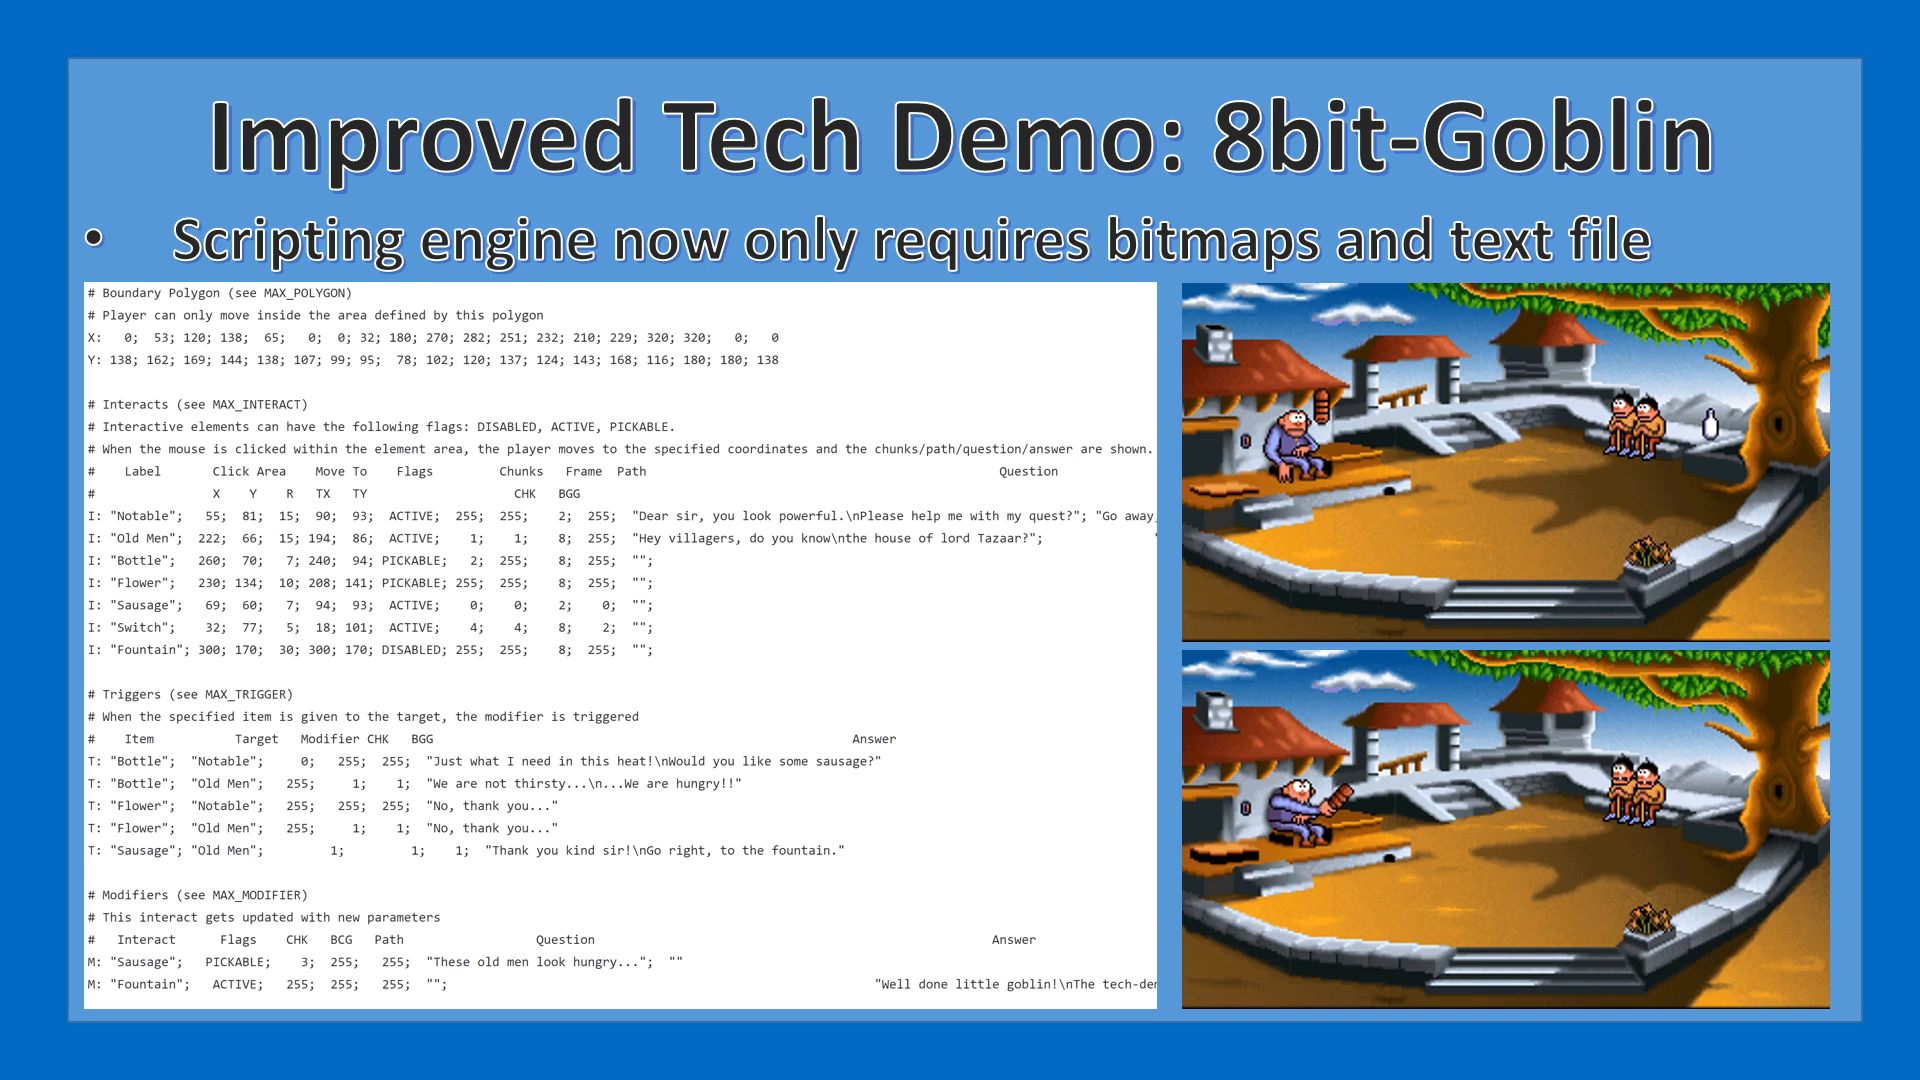 Improved Tech Demo: 8bit-Goblin
• Scripting engine now only requires bitmaps and text file
# Boundary Polygon (see MAX_POLYGON)
# Player can only move inside the area defined by this polygon
X: 0; 53; 120; 138; 65; 0; 0; 32; 180; 270; 282; 251; 232; 210; 229; 320; 320; 0; 0
Y: 138; 162; 169; 144; 138; 107; 99; 95; 78; 102; 120; 137; 124; 143; 168; 116; 180; 180; 138
# Interacts (see MAX_INTERACT)
# Interactive elements can have the following flags: DISABLED, ACTIVE, PICKABLE.
# When the mouse is clicked within the element area, the player moves to the specified coordinates and the chunks/path/question/answer are shown.
# Label Click Area Move To Flags Chunks Frame Path Question
# X Y R TX TY CHK BGG
I: "Notable"; 55; 81; 15; 90; 93; ACTIVE; 255; 255; 2; 255; "Dear sir, you look powerful.\nPlease help me with my quest?"; "Go away,
I: "Old Men"; 222; 66; 15; 194; 86; ACTIVE; 1; 1; 8; 255; "Hey villagers, do you know\nthe house of lord Tazaar?"; "
I: "Bottle"; 260; 70; 7; 240; 94; PICKABLE; 2; 255; 8; 255; "";
I: "Flower"; 230; 134; 10; 208; 141; PICKABLE; 255; 255; 8; 255; "";
I: "Sausage"; 69; 60; 7; 94; 93; ACTIVE; 0; 0; 2; 0; "";
I: "Switch"; 32; 77; 5; 18; 101; ACTIVE; 4; 4; 8; 2; "";
I: "Fountain"; 300; 170; 30; 300; 170; DISABLED; 255; 255; 8; 255; "";
# Triggers (see MAX_TRIGGER)
# When the specified item is given to the target, the modifier is triggered
# Item Target Modifier CHK BGG Answer
T: "Bottle"; "Notable"; 0; 255; 255; "Just what I need in this heat!\nWould you like some sausage?"
T: "Bottle"; "Old Men"; 255; 1; 1; "We are not thirsty...\n...We are hungry!!"
T: "Flower"; "Notable"; 255; 255; 255; "No, thank you..."
T: "Flower"; "Old Men"; 255; 1; 1; "No, thank you..."
T: "Sausage"; "Old Men"; 1; 1; 1; "Thank you kind sir!\nGo right, to the fountain."
# Modifiers (see MAX_MODIFIER)
# This interact gets updated with new parameters
# Interact Flags CHK BCG Path Question Answer
M: "Sausage"; PICKABLE; 3; 255; 255; "These old men look hungry..."; ""
M: "Fountain"; ACTIVE; 255; 255; 255; ""; "Well done little goblin!\nThe tech-de